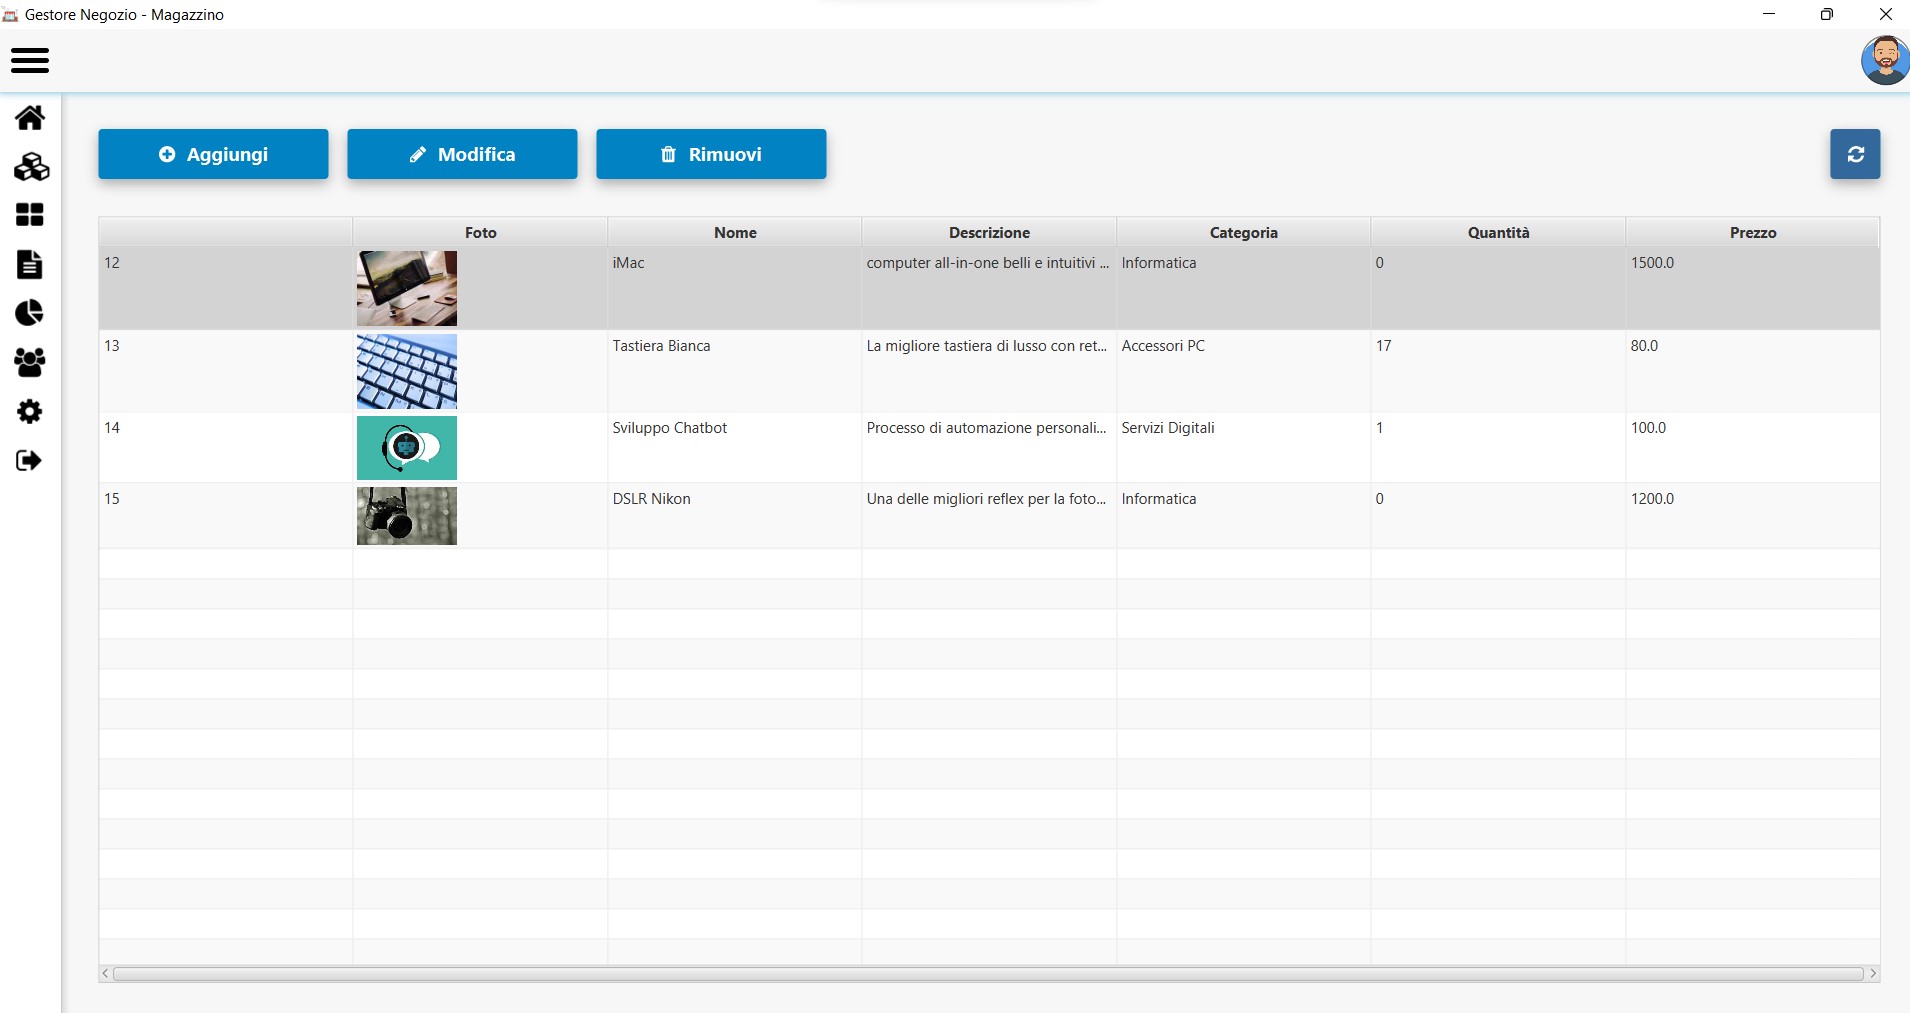 Gestore Negozio - Magazzino
Aggiungi Modifica Rimuovi
Foto Nome Descrizione Categoria Quantità Prezzo
12 iMac computer all-in-one belli e intuitivi ... Informatica 0 1500.0
13 Tastiera Bianca La migliore tastiera di lusso con ret... Accessori PC 17 80.0
14 Sviluppo Chatbot Processo di automazione personali... Servizi Digitali 1 100.0
15 DSLR Nikon Una delle migliori reflex per la foto... Informatica 0 1200.0